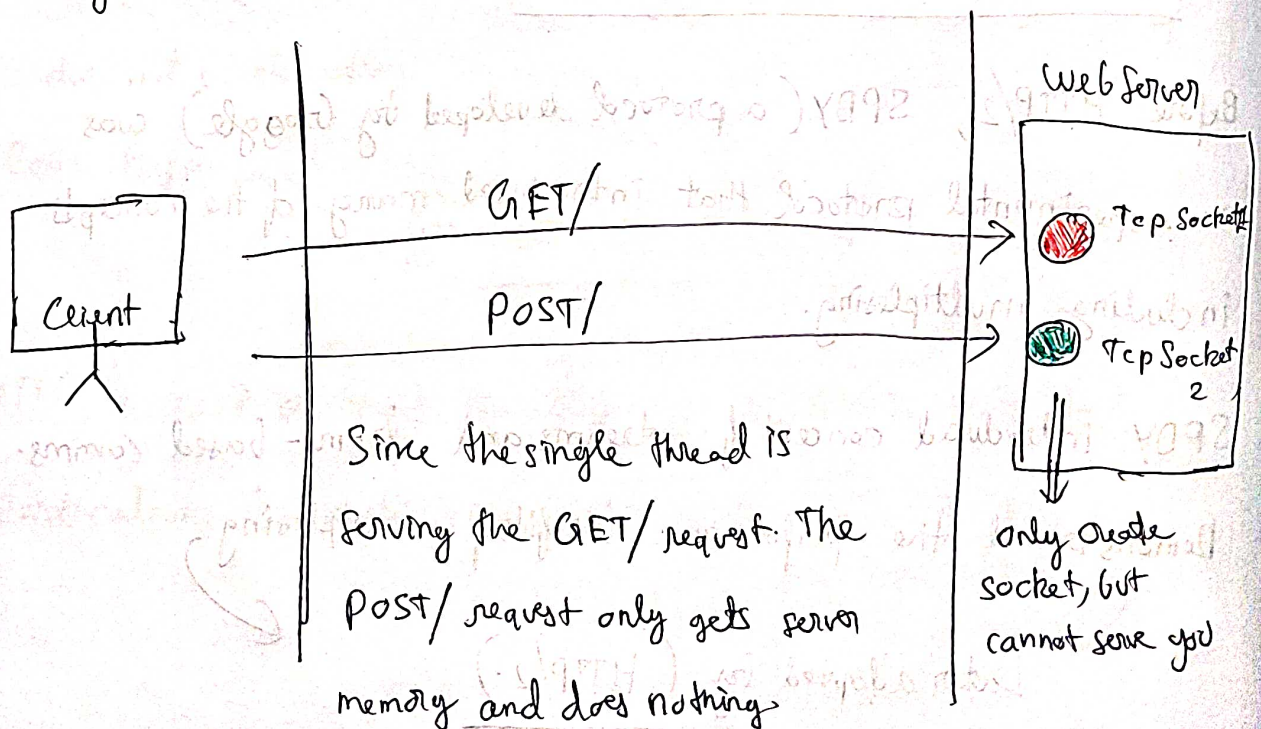 Web Server
GET/
Tcp Socket1
Client
POST/
Tcp Socket
2
Since the single thread is
serving the GET/ request. The
POST/ request only gets server
memory and does nothing.
only create
socket, but
cannot serve you